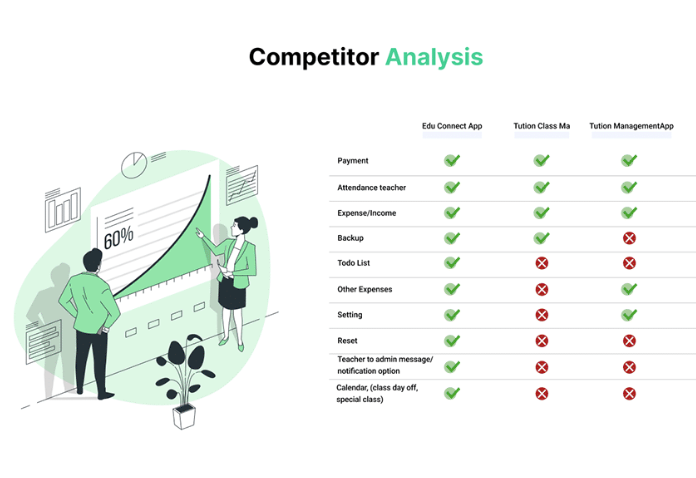 Competitor Analysis
Edu Connect App Tution Class Ma Tution ManagementApp
Payment
Attendance teacher
Expense/Income
Backup
Todo List
Other Expenses
Setting
Reset
Teacher to admin message/
notification option
Calendar, (class day off,
special class)
60%